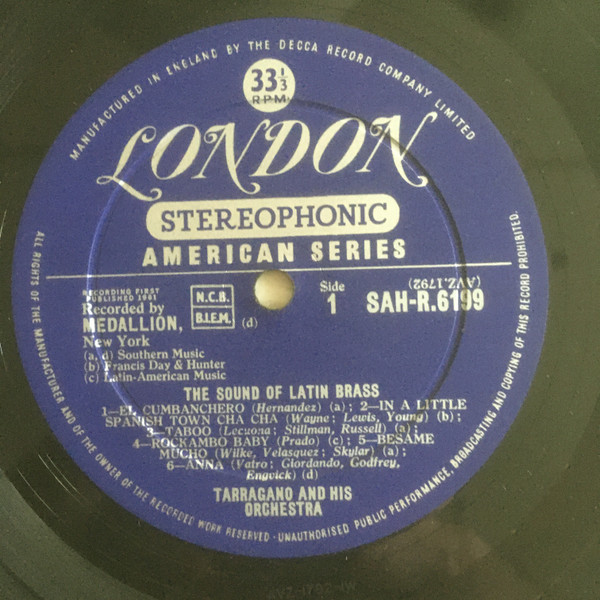 MANUFACTURED IN ENGLAND BY THE DECCA RECORD COMPANY LIMITED
33⅓
RPM
LONDON
STEREOPHONIC
AMERICAN SERIES
RECORDING FIRST
PUBLISHED 1961
Recorded by
MEDALLION,
New York
(a, d) Southern Music
(b) Francis Day & Hunter
(c) Latin-American Music
N.C.B.
B.I.E.M.
(d)
Side
1
(AVZ.1792)
SAH-R.6199
THE SOUND OF LATIN BRASS
1—EL CUMBANCHERO (Hernandez) (a) ; 2—IN A LITTLE
SPANISH TOWN CHA CHA (Wayne ; Lewis, Young) (b) ;
3—TABOO (Lecuona ; Stillman, Russell) (a) ;
4—ROCKAMBO BABY (Prado) (c) ; 5—BESAME
MUCHO (Wilke, Velasquez ; Skylar) (a) ;
6—ANNA (Vatro ; Giordando, Godfrey,
Engvick) (d)
TARRAGANO AND HIS
ORCHESTRA
ALL RIGHTS OF THE MANUFACTURER AND OF THE OWNER OF THE RECORDED WORK RESERVED · UNAUTHORISED PUBLIC PERFORMANCE, BROADCASTING AND COPYING OF THIS RECORD PROHIBITED.